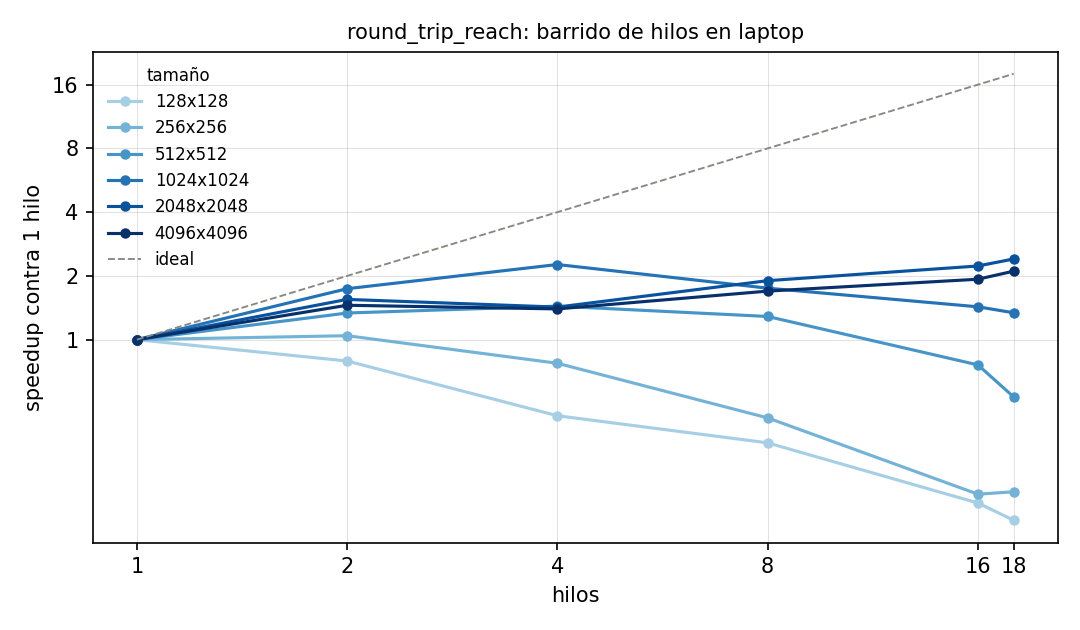 round_trip_reach: barrido de hilos en laptop
speedup contra 1 hilo
16
8
4
2
1
tamaño
128x128
256x256
512x512
1024x1024
2048x2048
4096x4096
ideal
1 2 4 8 16 18
hilos